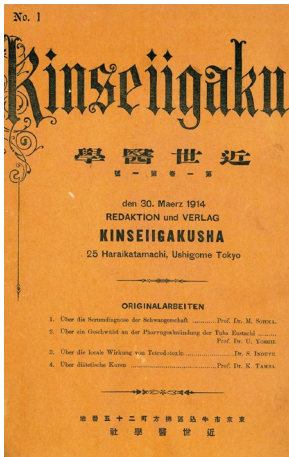 No. 1
Kinseiigaku
學醫世近
號一第卷一第
den 30. Maerz 1914
REDAKTION und VERLAG
KINSEIIGAKUSHA
25 Haraikatamachi, Ushigome Tokyo
ORIGINALARBEITEN
1. Über die Serumdiagnose der Schwangerschaft ............Prof. Dr. M. SOHMA.
2. Über ein Geschwulst an der Pharyngealmündung der Tuba Eustachi .........
Prof. Dr. U. YOSHII.
3. Über die locale Wirkung von Tetrodotoxin ..................Dr. S.
4. Über diätetische Kuren ....................................Prof. Dr. K. TAWRA.
東京市牛込區拂方町二十五番地
近世醫學社